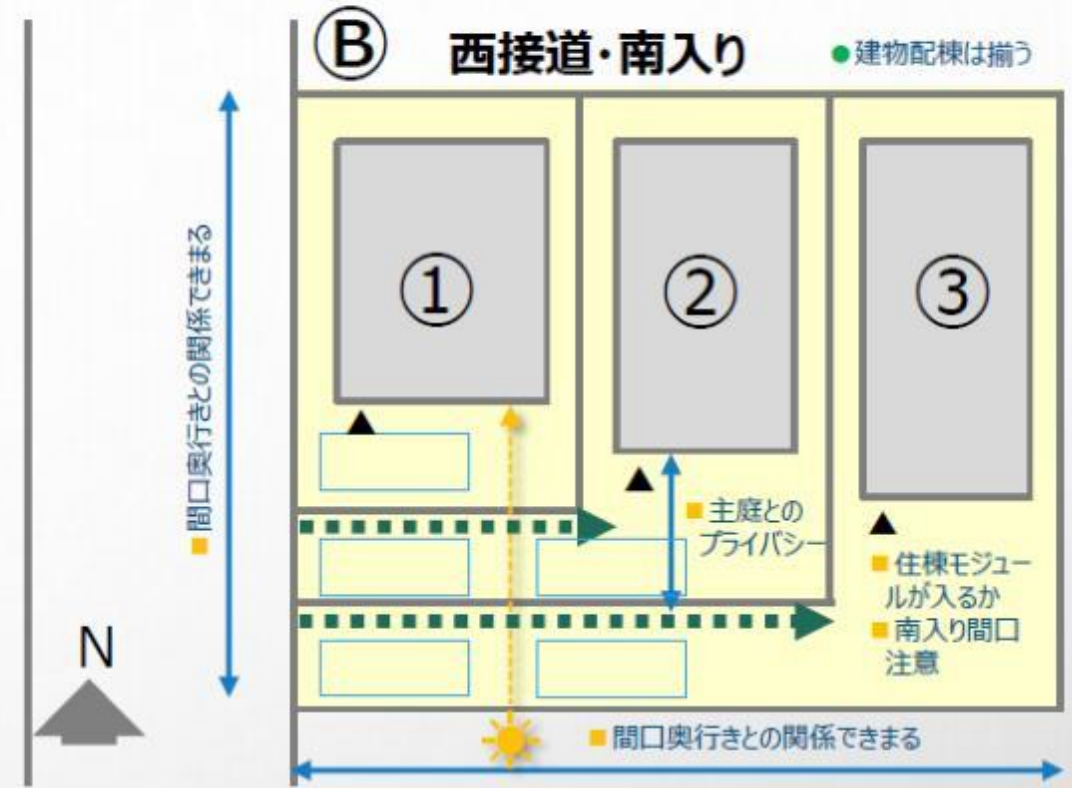 Ⓑ 西接道・南入り
●建物配棟は揃う
■間口奥行きとの関係できまる
①
②
③
▲
▲
▲
■主庭との
プライバシー
■住棟モジュー
ルが入るか
■南入り間口
注意
N
■間口奥行きとの関係できまる